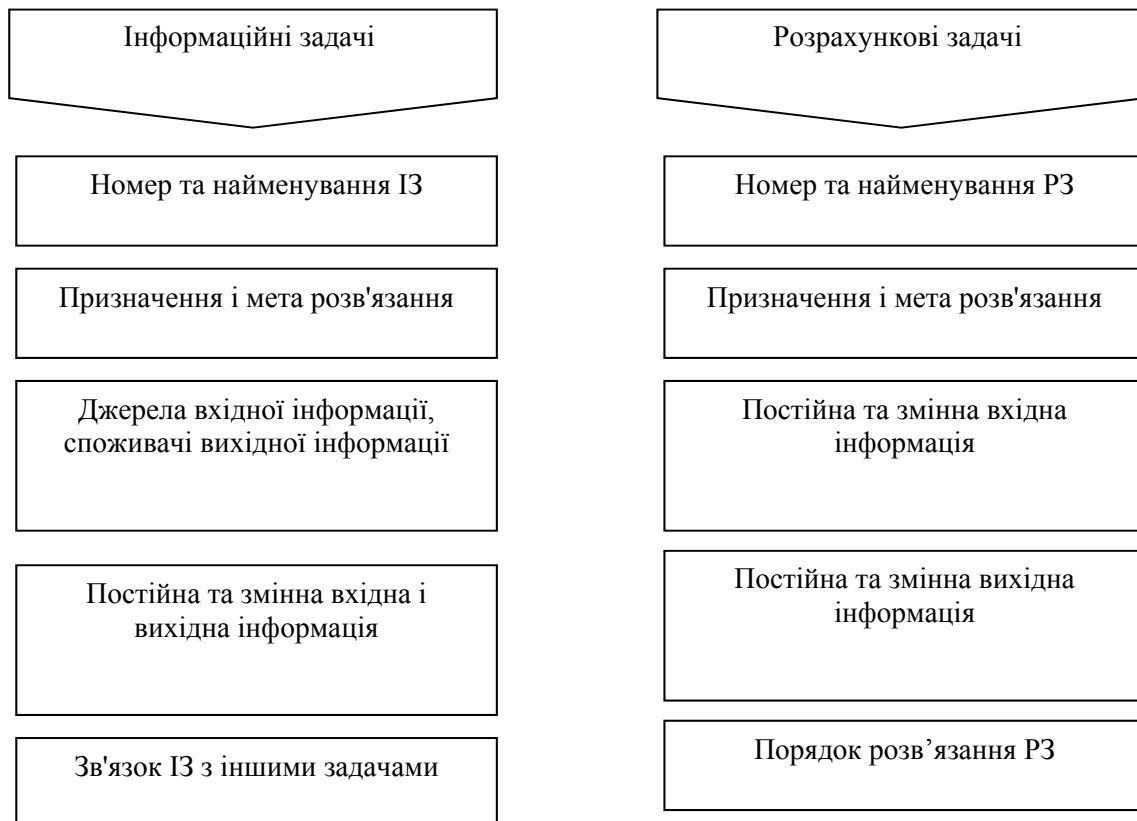 Інформаційні задачі
Номер та найменування ІЗ
Призначення і мета розв'язання
Джерела вхідної інформації,
споживачі вихідної інформації
Постійна та змінна вхідна і
вихідна інформація
Зв'язок ІЗ з іншими задачами
Розрахункові задачі
Номер та найменування РЗ
Призначення і мета розв'язання
Постійна та змінна вхідна
інформація
Постійна та змінна вихідна
інформація
Порядок розв’язання РЗ